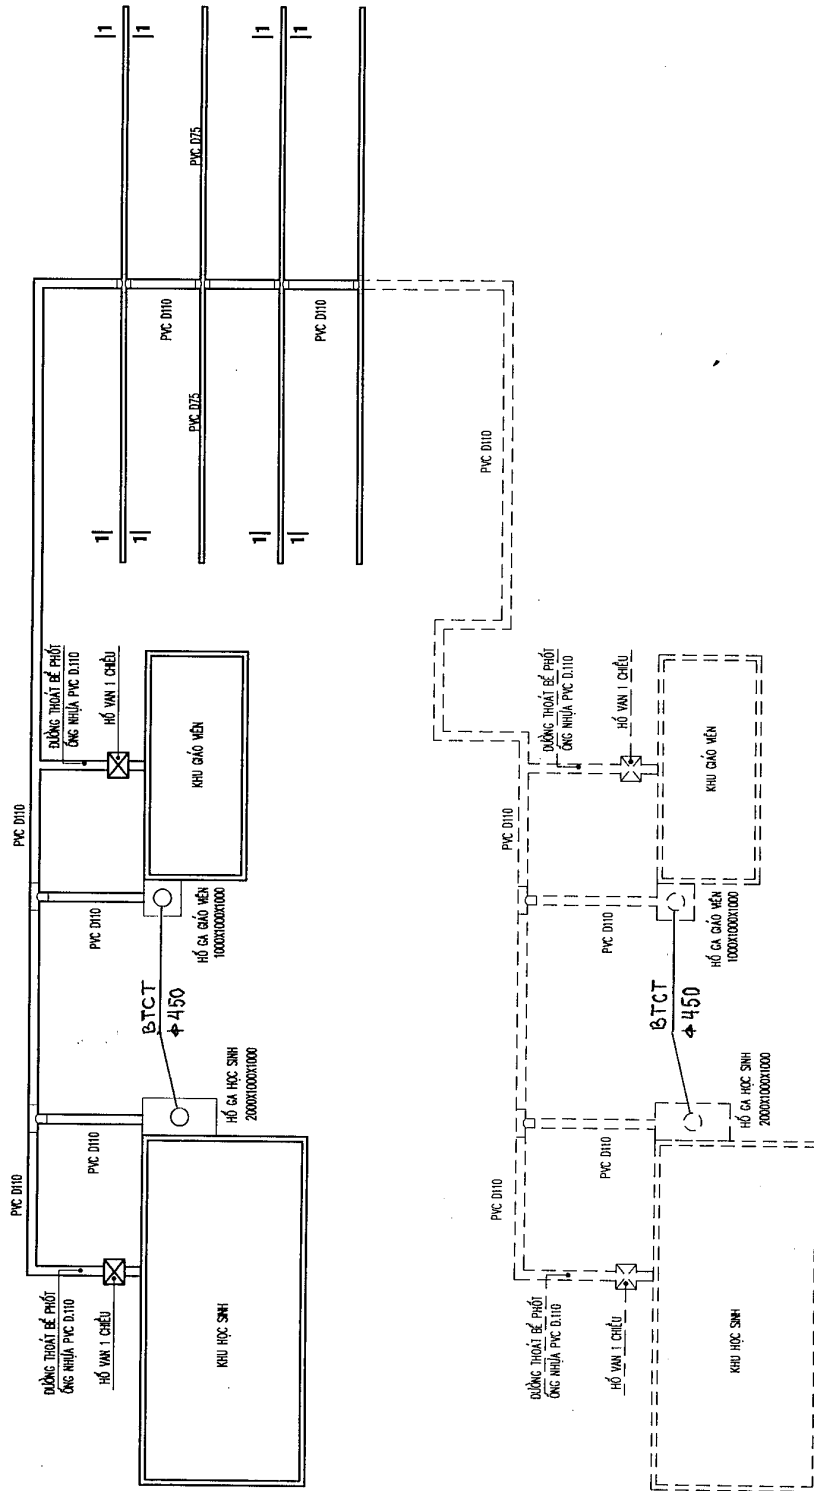 1
1
1
1
PVC D75
PVC D110
PVC D110
PVC D75
1
1
1
1
PVC D110
ĐƯỜNG THOÁT BỂ PHỐT
ỐNG NHỰA PVC D.110
HỐ VAN 1 CHIỀU
KHU GIÁO VIÊN
PVC D110
PVC D110
HỐ GA GIÁO VIÊN
1000X1000X1000
BTCT
φ450
HỐ GA HỌC SINH
2000X1000X1000
PVC D110
PVC D110
ĐƯỜNG THOÁT BỂ PHỐT
ỐNG NHỰA PVC D.110
HỐ VAN 1 CHIỀU
KHU HỌC SINH
ĐƯỜNG THOÁT BỂ PHỐT
ỐNG NHỰA PVC D.110
HỐ VAN 1 CHIỀU
KHU GIÁO VIÊN
PVC D110
PVC D110
HỐ GA GIÁO VIÊN
1000X1000X1000
BTCT
φ450
HỐ GA HỌC SINH
2000X1000X1000
PVC D110
PVC D110
ĐƯỜNG THOÁT BỂ PHỐT
ỐNG NHỰA PVC D.110
HỐ VAN 1 CHIỀU
KHU HỌC SINH